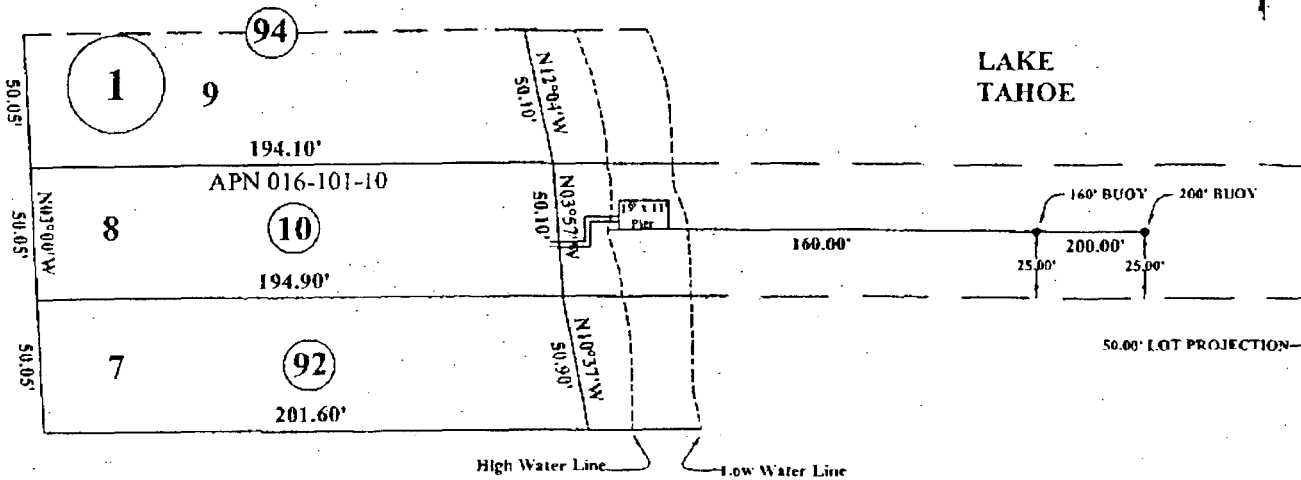 94
LAKE
TAHOE
1
9
50.05'
N12°04'W
50.10'
194.10'
APN 016-101-10
8
10
50.05'
N03°00'W
N03°57'W
50.10'
19' x 11'
Pier
160' BUOY
200' BUOY
160.00'
200.00'
25.00'
25.00'
194.90'
7
92
50.05'
N10°37'W
50.90'
201.60'
50.00' LOT PROJECTION
High Water Line
Low Water Line